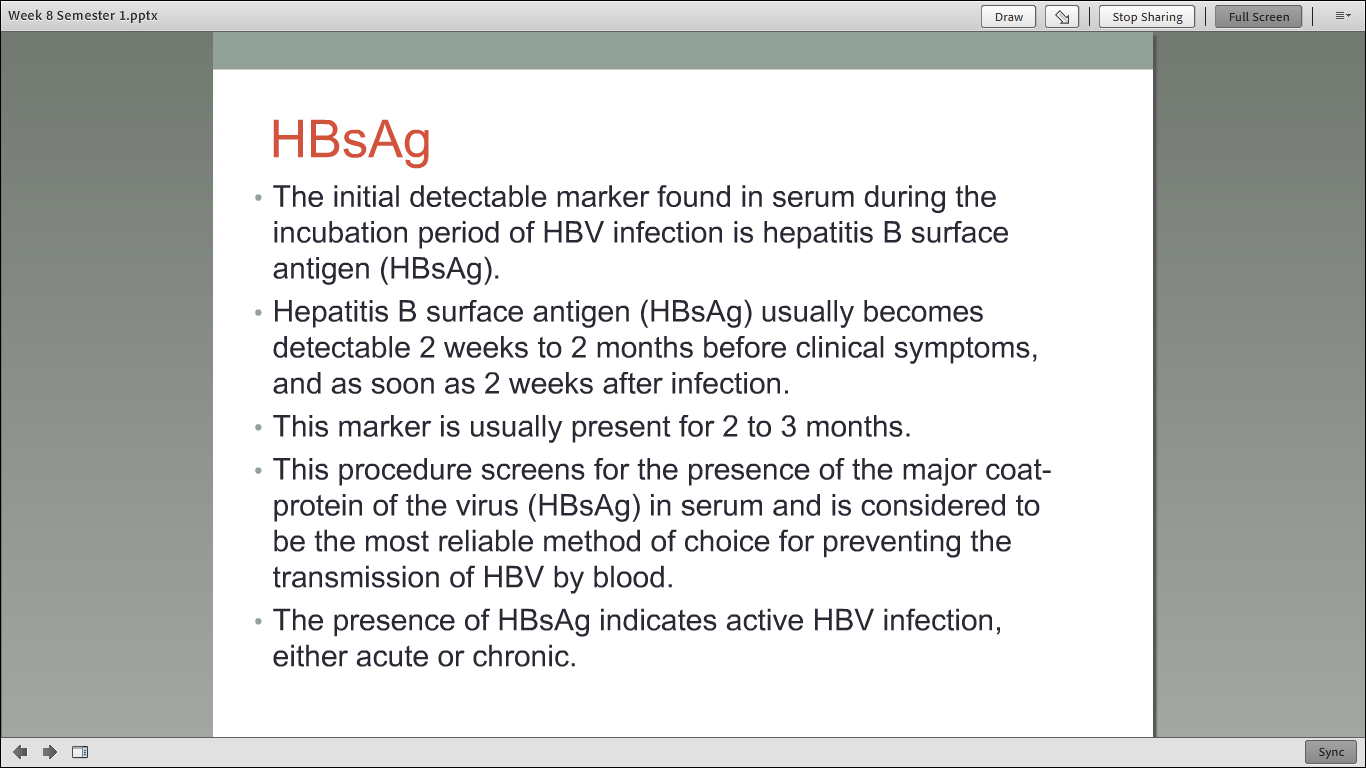 Week 8 Semester 1.pptx
Draw
Stop Sharing
Full Screen
HBsAg
• The initial detectable marker found in serum during the
incubation period of HBV infection is hepatitis B surface
antigen (HBsAg).
• Hepatitis B surface antigen (HBsAg) usually becomes
detectable 2 weeks to 2 months before clinical symptoms,
and as soon as 2 weeks after infection.
• This marker is usually present for 2 to 3 months.
• This procedure screens for the presence of the major coat-
protein of the virus (HBsAg) in serum and is considered to
be the most reliable method of choice for preventing the
transmission of HBV by blood.
• The presence of HBsAg indicates active HBV infection,
either acute or chronic.
Sync